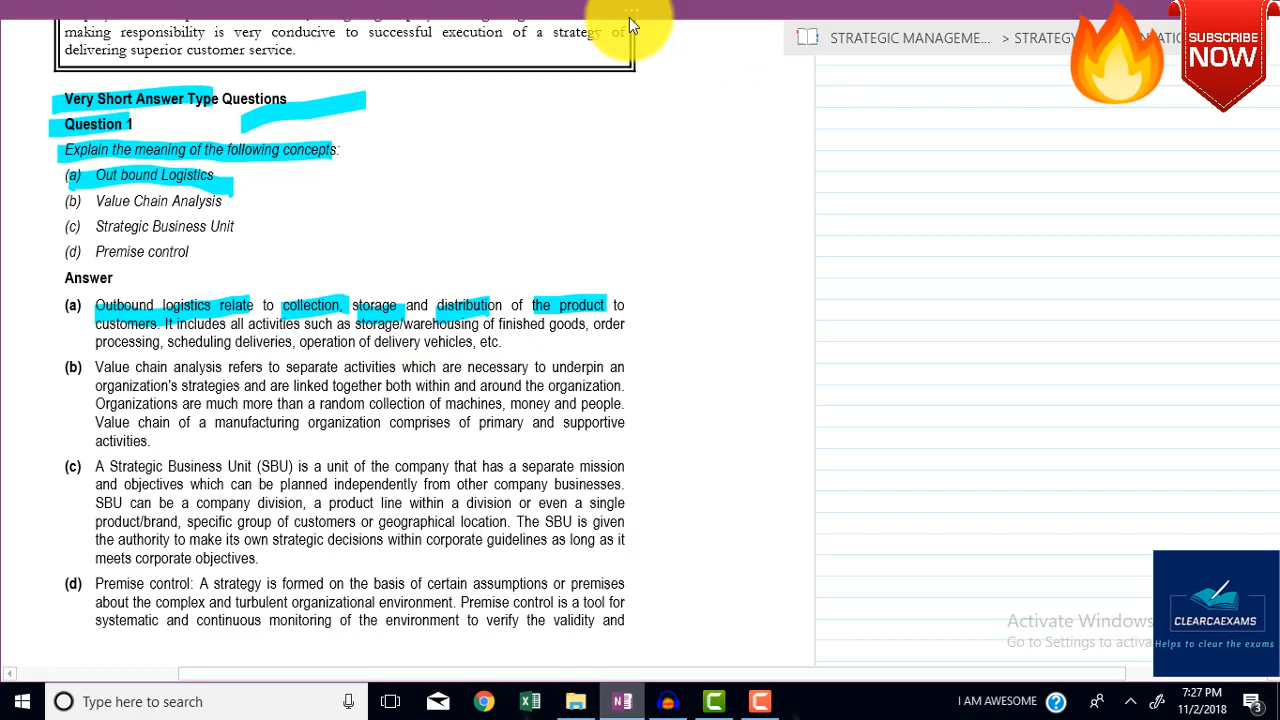 making responsibility is very conducive to successful execution of a strategy of
delivering superior customer service.
STRATEGIC MANAGEME... > STRATEGY
SUBSCRIBE
NOW
Very Short Answer Type Questions
Question 1
Explain the meaning of the following concepts:
(a) Out bound Logistics
(b) Value Chain Analysis
(c) Strategic Business Unit
(d) Premise control
Answer
(a) Outbound logistics relate to collection, storage and distribution of the product to
customers. It includes all activities such as storage/warehousing of finished goods, order
processing, scheduling deliveries, operation of delivery vehicles, etc.
(b) Value chain analysis refers to separate activities which are necessary to underpin an
organization's strategies and are linked together both within and around the organization.
Organizations are much more than a random collection of machines, money and people.
Value chain of a manufacturing organization comprises of primary and supportive
activities.
(c) A Strategic Business Unit (SBU) is a unit of the company that has a separate mission
and objectives which can be planned independently from other company businesses.
SBU can be a company division, a product line within a division or even a single
product/brand, specific group of customers or geographical location. The SBU is given
the authority to make its own strategic decisions within corporate guidelines as long as it
meets corporate objectives.
(d) Premise control: A strategy is formed on the basis of certain assumptions or premises
about the complex and turbulent organizational environment. Premise control is a tool for
systematic and continuous monitoring of the environment to verify the validity and
Activate Windows
Go to Settings to activa
CLEARCAEXAMS
Helps to clear the exams
Type here to search
I AM AWESOME
7:27 PM
11/2/2018
3